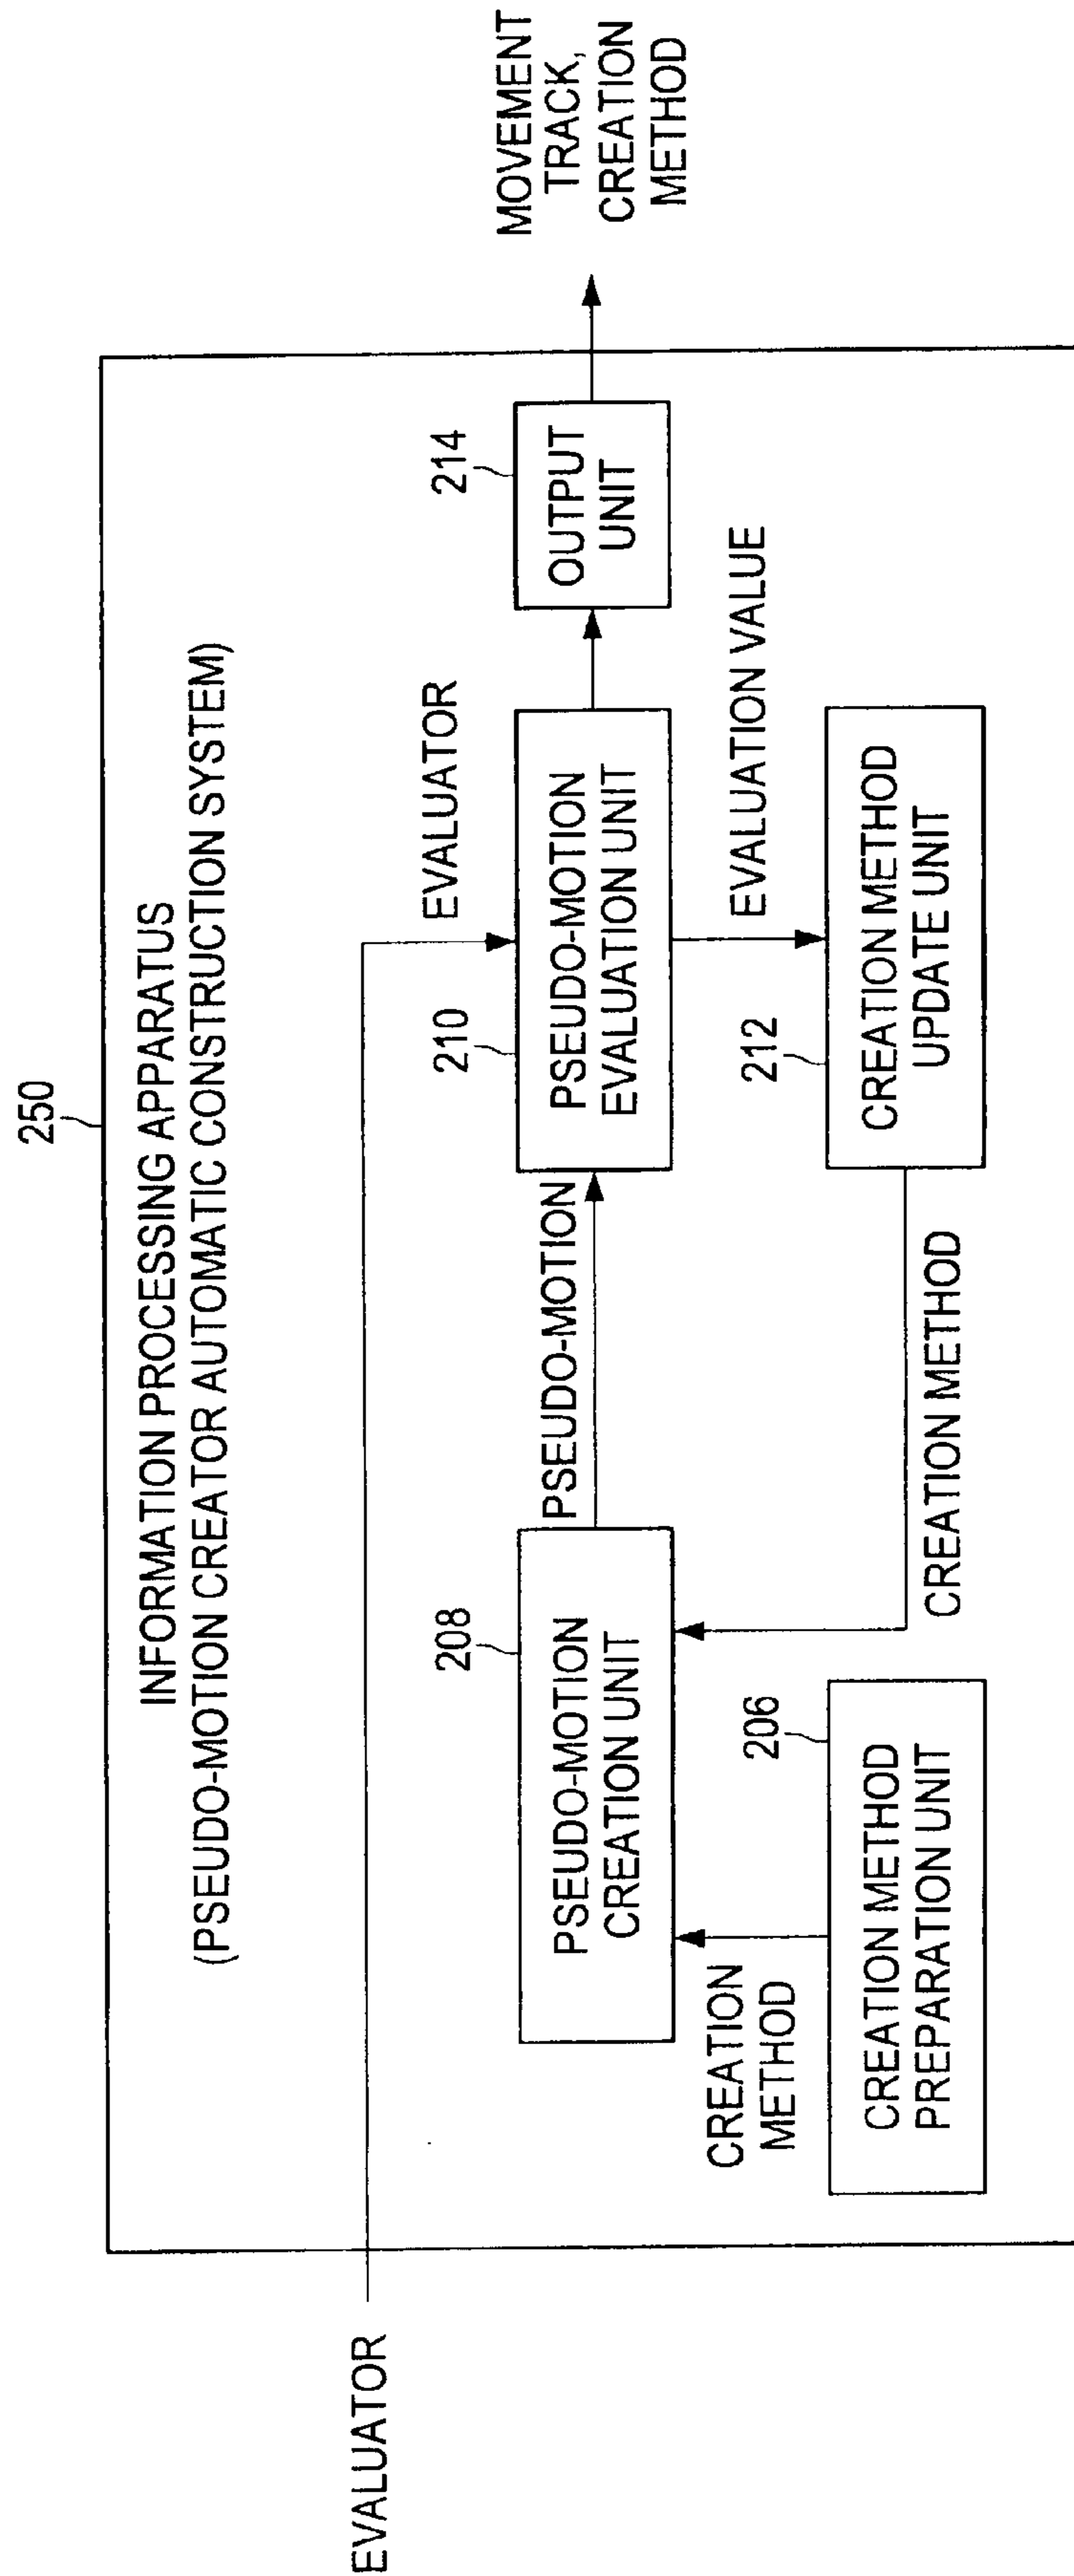 250
INFORMATION PROCESSING APPARATUS
(PSEUDO-MOTION CREATOR AUTOMATIC CONSTRUCTION SYSTEM)
EVALUATOR
EVALUATOR
208
PSEUDO-MOTION
CREATION UNIT
PSEUDO-MOTION
210
PSEUDO-MOTION
EVALUATION UNIT
214
OUTPUT
UNIT
MOVEMENT
TRACK,
CREATION
METHOD
CREATION
METHOD
206
CREATION METHOD
PREPARATION UNIT
CREATION METHOD
212
CREATION METHOD
UPDATE UNIT
EVALUATION VALUE